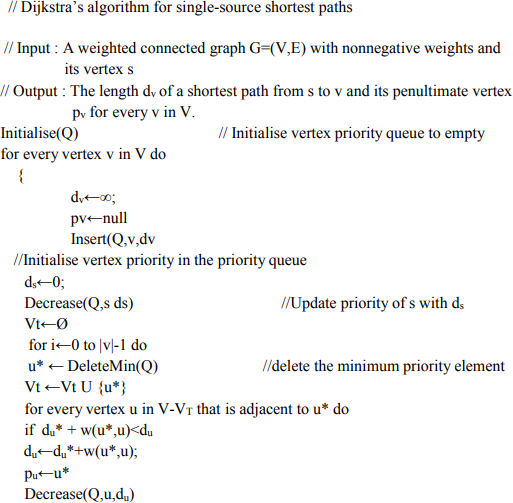 // Dijkstra’s algorithm for single-source shortest paths
// Input : A weighted connected graph G=(V,E) with nonnegative weights and
its vertex s
// Output : The length dv of a shortest path from s to v and its penultimate vertex
pv for every v in V.
Initialise(Q) // Initialise vertex priority queue to empty
for every vertex v in V do
{
dv←∞;
pv←null
Insert(Q,v,dv
//Initialise vertex priority in the priority queue
ds←0;
Decrease(Q,s ds) //Update priority of s with ds
Vt←Ø
for i←0 to |v|-1 do
u* ← DeleteMin(Q) //delete the minimum priority element
Vt ←Vt U {u*}
for every vertex u in V-VT that is adjacent to u* do
if du* + w(u*,u)<du
du←du*+w(u*,u);
pu←u*
Decrease(Q,u,du)